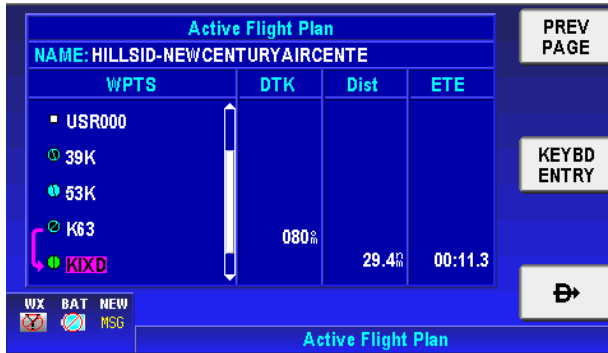 Active Flight Plan
PREV
PAGE
NAME: HILLSID-NEWCENTURYAIRCENTE
WPTS DTK Dist ETE
USR000
39K
KEYBD
ENTRY
53K
K63
080°m
KIXD
29.4nm 00:11.3
D
WX BAT NEW
MSG
Active Flight Plan